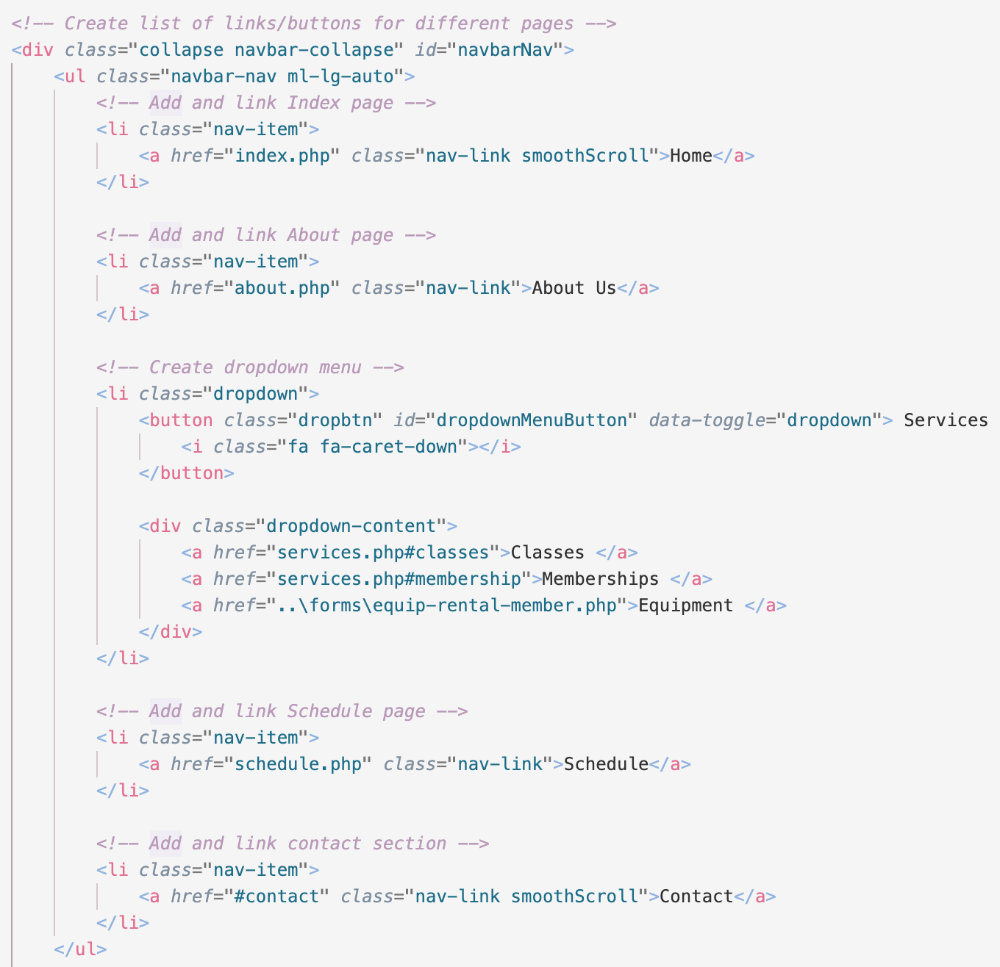 <!-- Create list of links/buttons for different pages -->
<div class="collapse navbar-collapse" id="navbarNav">
<ul class="navbar-nav ml-lg-auto">
<!-- Add and link Index page -->
<li class="nav-item">
<a href="index.php" class="nav-link smoothScroll">Home</a>
</li>
<!-- Add and link About page -->
<li class="nav-item">
<a href="about.php" class="nav-link">About Us</a>
</li>
<!-- Create dropdown menu -->
<li class="dropdown">
<button class="dropbtn" id="dropdownMenuButton" data-toggle="dropdown"> Services
<i class="fa fa-caret-down"></i>
</button>
<div class="dropdown-content">
<a href="services.php#classes">Classes </a>
<a href="services.php#membership">Memberships </a>
<a href="..\forms\equip-rental-member.php">Equipment </a>
</div>
</li>
<!-- Add and link Schedule page -->
<li class="nav-item">
<a href="schedule.php" class="nav-link">Schedule</a>
</li>
<!-- Add and link contact section -->
<li class="nav-item">
<a href="#contact" class="nav-link smoothScroll">Contact</a>
</li>
</ul>